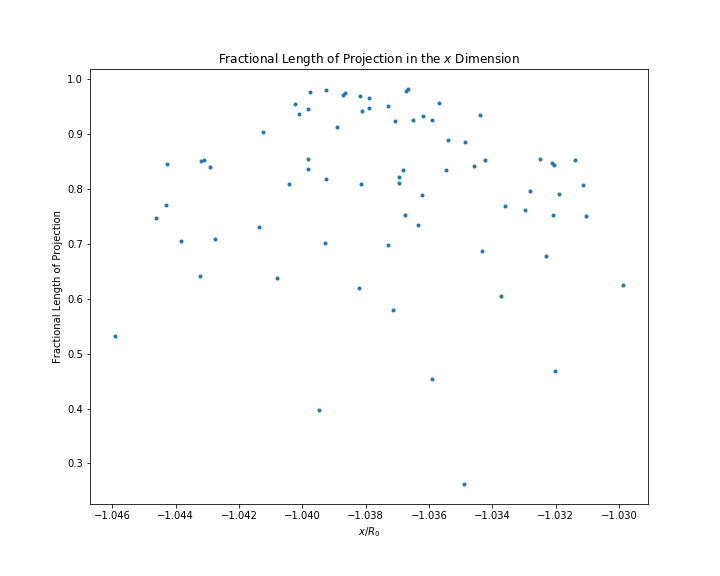 Fractional Length of Projection in the x Dimension
1.0
0.9
0.8
0.7
0.6
0.5
0.4
0.3
Fractional Length of Projection
−1.046 −1.044 −1.042 −1.040 −1.038 −1.036 −1.034 −1.032 −1.030
x/R₀